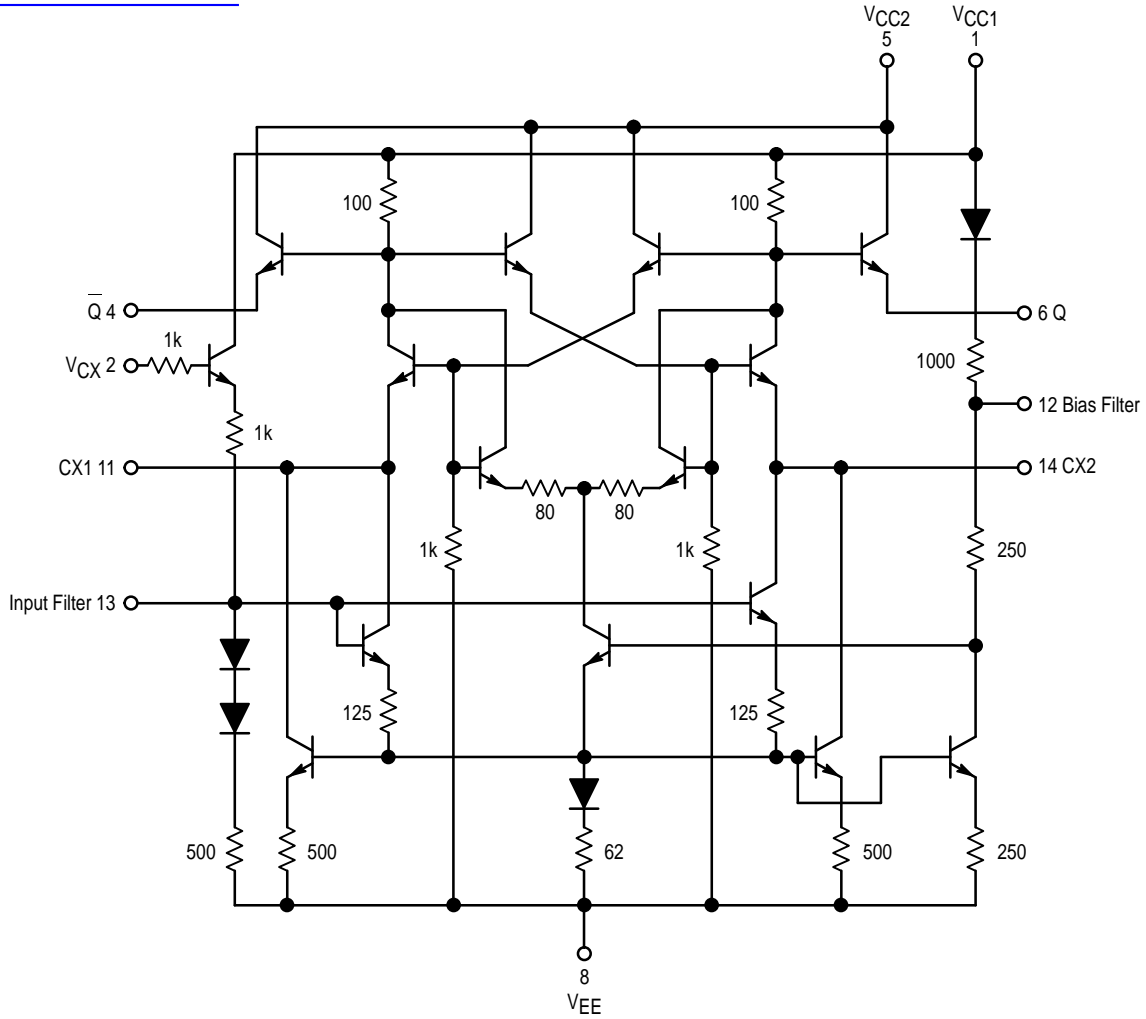 VCC2
5
VCC1
1
100
100
Q̅ 4
6 Q
1k
VCX 2
1000
12 Bias Filter
1k
CX1 11
14 CX2
80
80
1k
1k
250
Input Filter 13
125
125
500
500
62
500
250
8
VEE